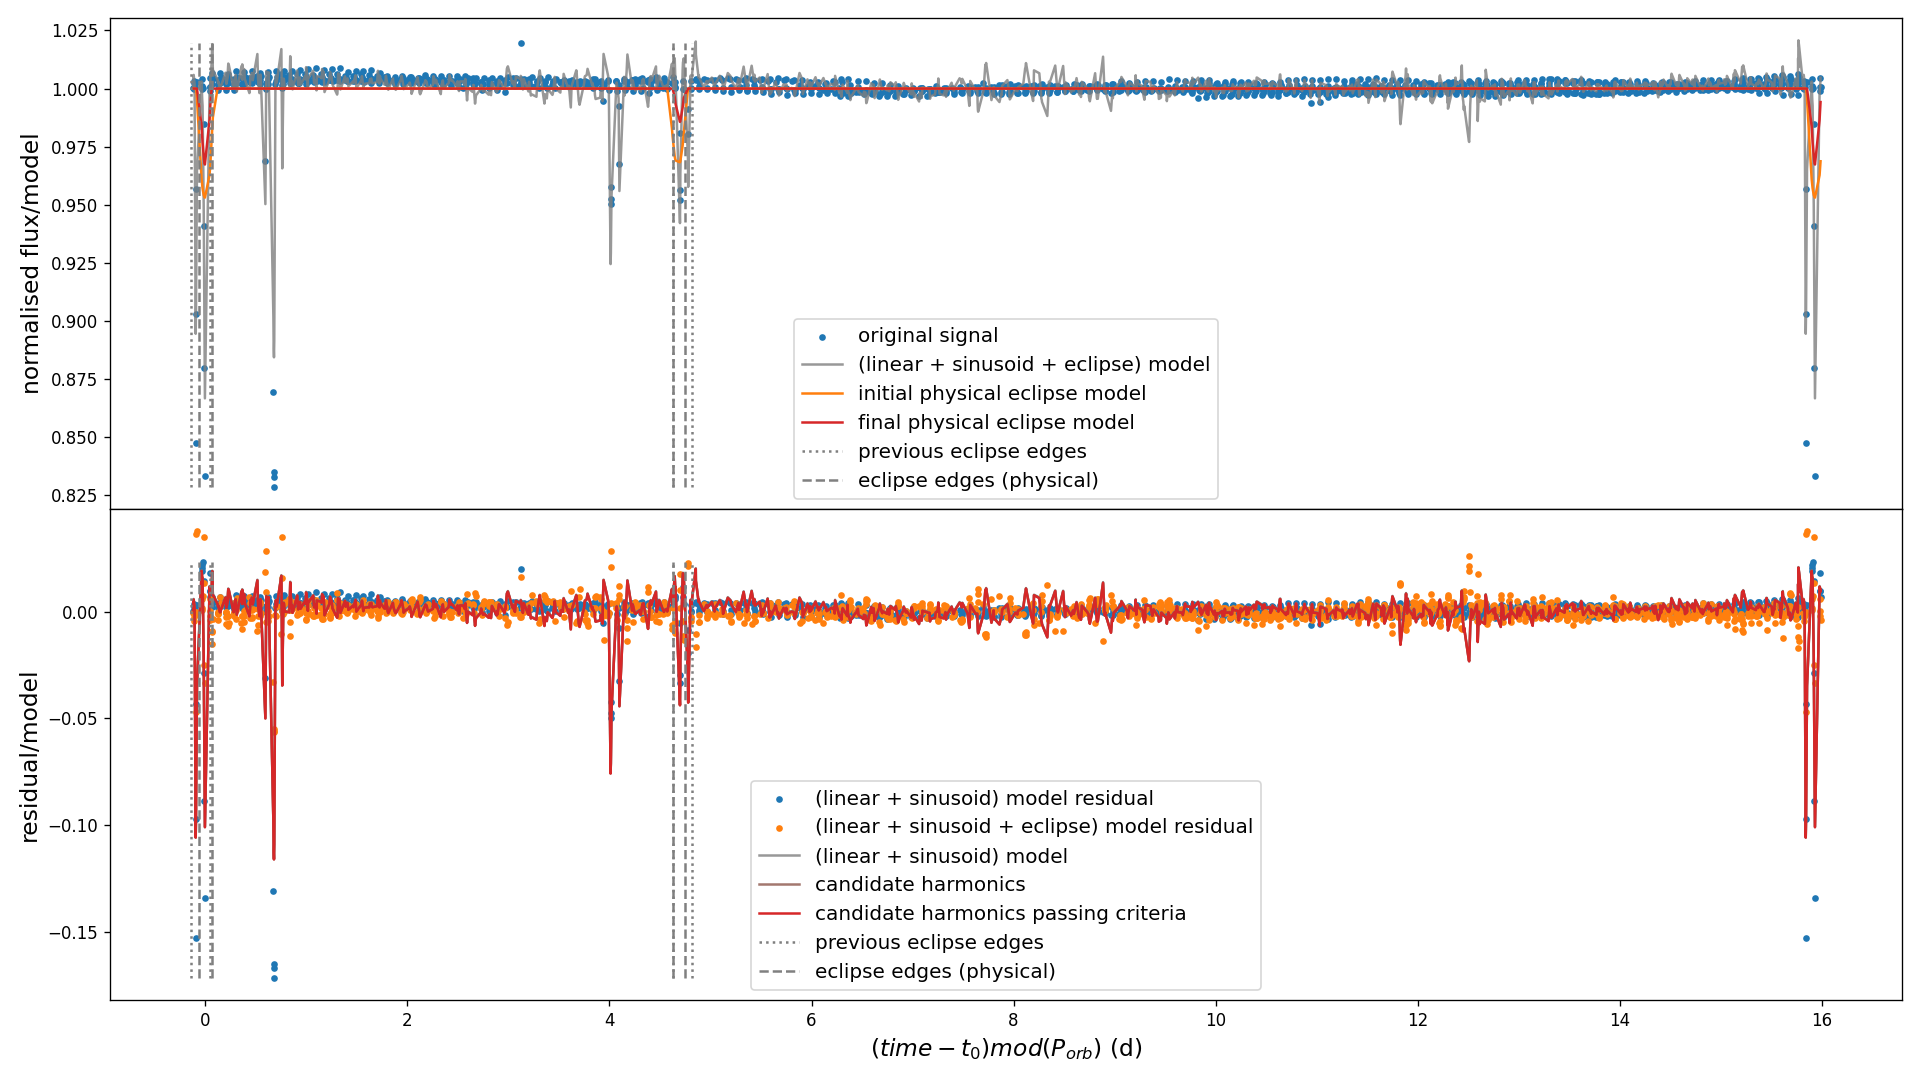 1.025
1.000
0.975
0.950
0.925
0.900
0.875
0.850
0.825
normalised flux/model
original signal
(linear + sinusoid + eclipse) model
initial physical eclipse model
final physical eclipse model
previous eclipse edges
eclipse edges (physical)
0.00
−0.05
−0.10
−0.15
residual/model
(linear + sinusoid) model residual
(linear + sinusoid + eclipse) model residual
(linear + sinusoid) model
candidate harmonics
candidate harmonics passing criteria
previous eclipse edges
eclipse edges (physical)
0 2 4 6 8 10 12 14 16
(time − t₀)mod(P_orb) (d)